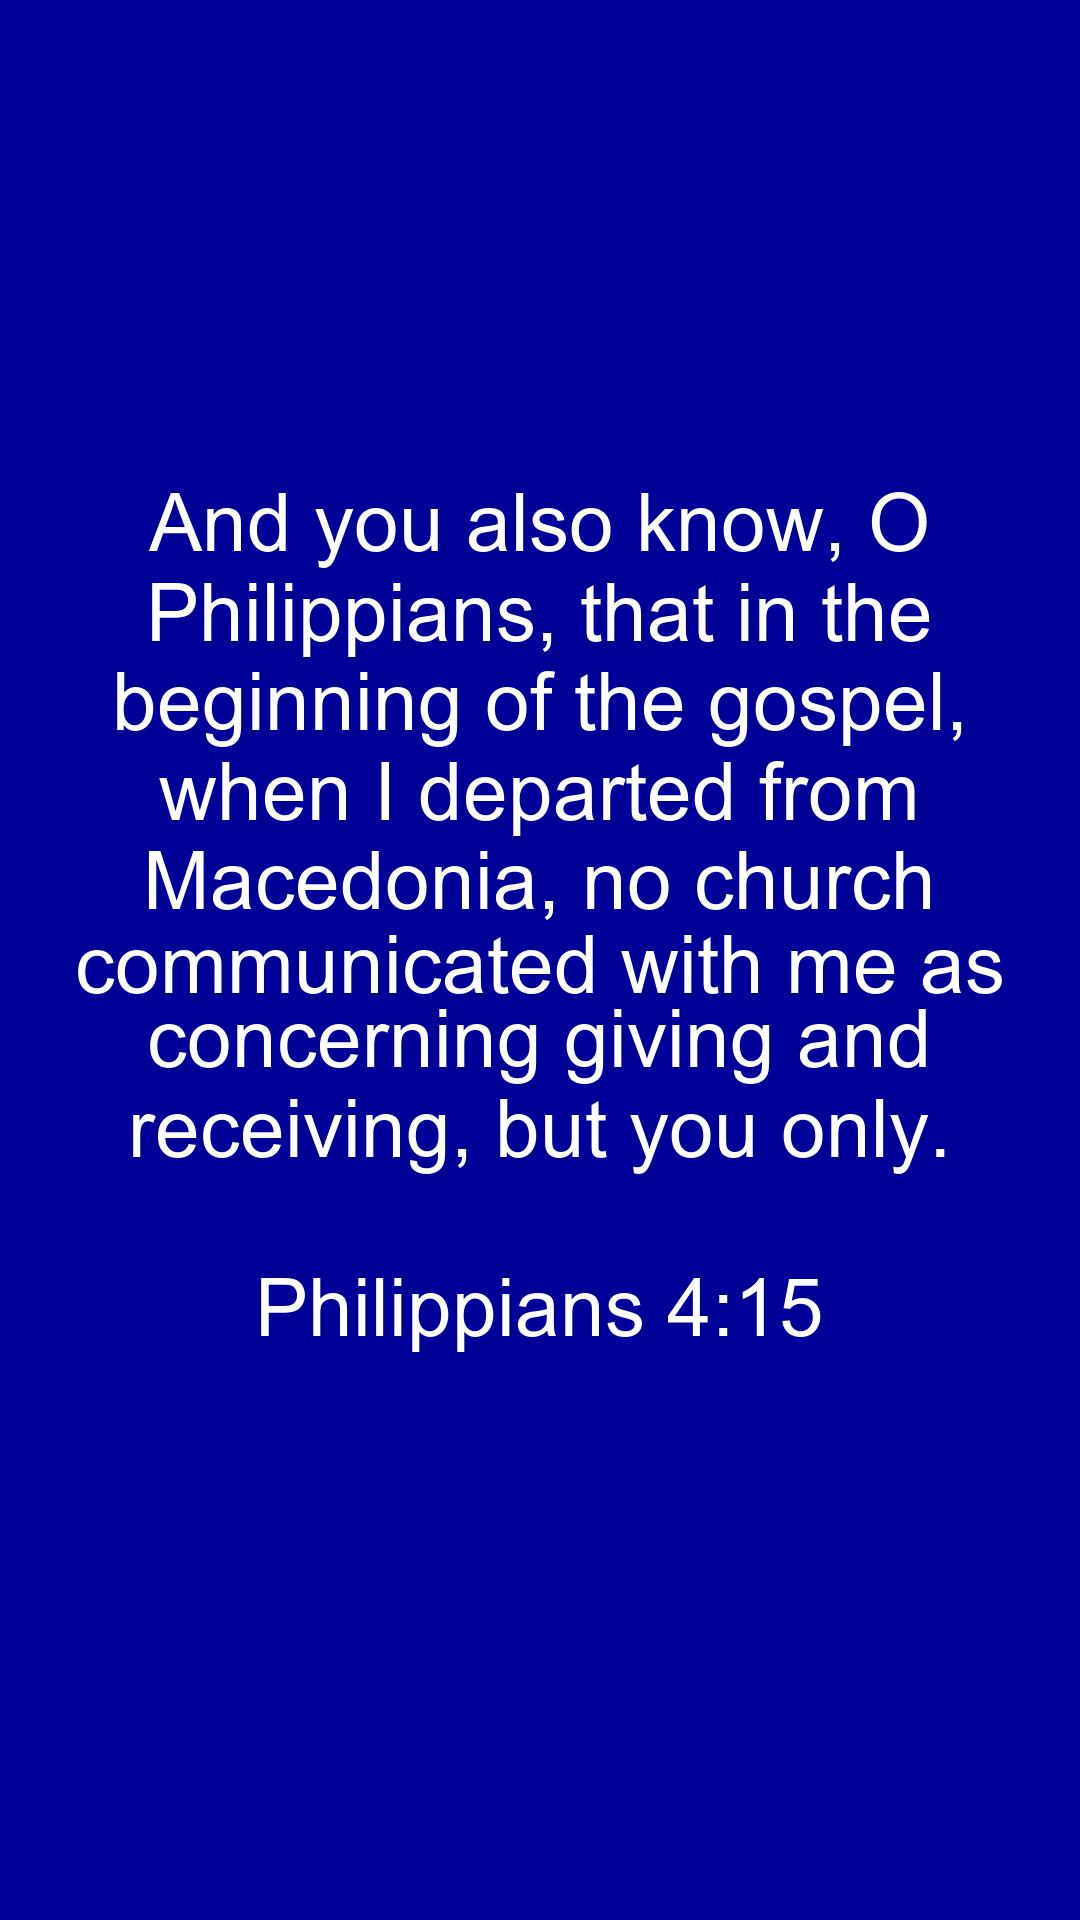 And you also know, O
Philippians, that in the
beginning of the gospel,
when I departed from
Macedonia, no church
communicated with me as
concerning giving and
receiving, but you only.
Philippians 4:15